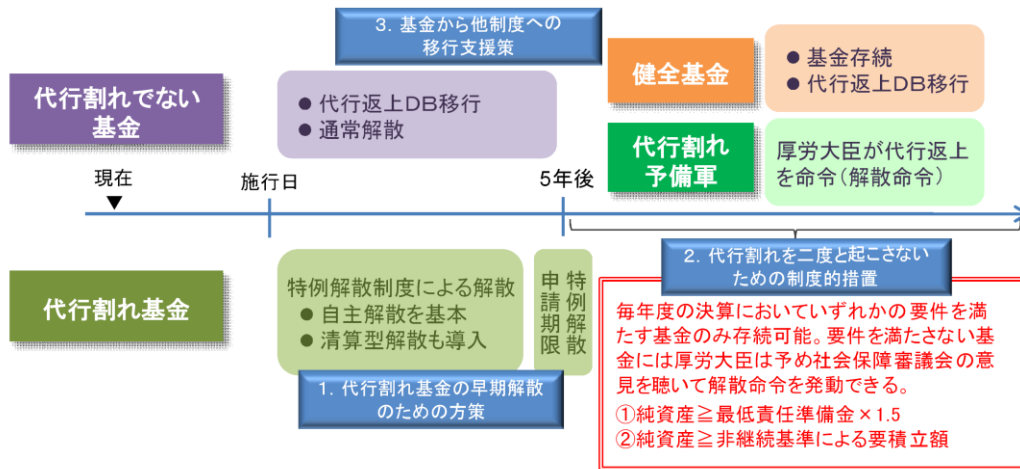 3．基金から他制度への
移行支援策
代行割れでない
基金
● 代行返上DB移行
● 通常解散
健全基金
● 基金存続
● 代行返上DB移行
代行割れ
予備軍
厚労大臣が代行返上
を命令（解散命令）
現在
▼
施行日
5年後
代行割れ基金
特例解散制度による解散
● 自主解散を基本
● 清算型解散も導入
特例解散
申請期限
1．代行割れ基金の早期解散
のための方策
2．代行割れを二度と起こさない
ための制度的措置
毎年度の決算においていずれかの要件を満
たす基金のみ存続可能。要件を満たさない基
金には厚労大臣は予め社会保障審議会の意
見を聴いて解散命令を発動できる。
①純資産≧最低責任準備金×1.5
②純資産≧非継続基準による要積立額